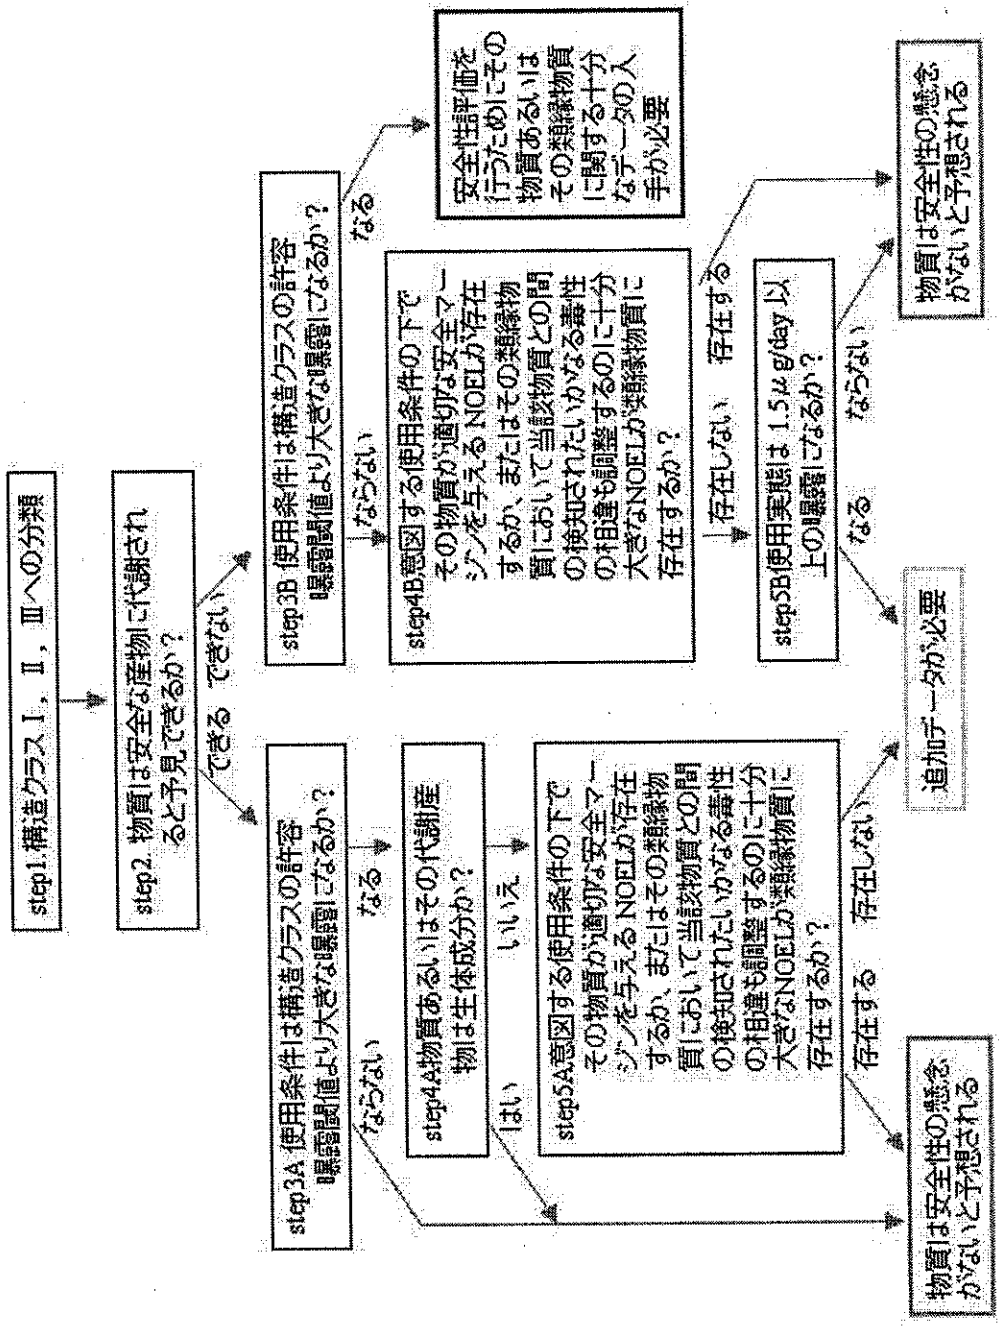 step1.構造クラスⅠ，Ⅱ，Ⅲへの分類
step2. 物質は安全な産物に代謝され
ると予見できるか？
できる
できない
step3A 使用条件は構造クラスの許容
曝露閾値より大きな曝露になるか？
ならない
なる
step4A物質あるいはその代謝産
物は生体成分か？
はい
いいえ
step5A意図する使用条件の下で
その物質が適切な安全マー
ジンを与える NOELが存在
するか、またはその類縁物
質において当該物質との間
の検知されたいかなる毒性
の相違も調整するのに十分
大きなNOELが類縁物質に
存在するか？
存在する
存在しない
物質は安全性の懸念
がないと予想される
step3B 使用条件は構造クラスの許容
曝露閾値より大きな曝露になるか？
ならない
なる
安全性評価を
行うためにその
物質あるいは
その類縁物質
に関する十分
なデータの入
手が必要
step4B意図する使用条件の下で
その物質が適切な安全マー
ジンを与える NOELが存在
するか、またはその類縁物
質において当該物質との間
の検知されたいかなる毒性
の相違も調整するのに十分
大きなNOELが類縁物質に
存在するか？
存在しない
存在する
step5B使用実態は 1.5μg/day 以
上の曝露になるか？
なる
ならない
追加データが必要
物質は安全性の懸念
がないと予想される